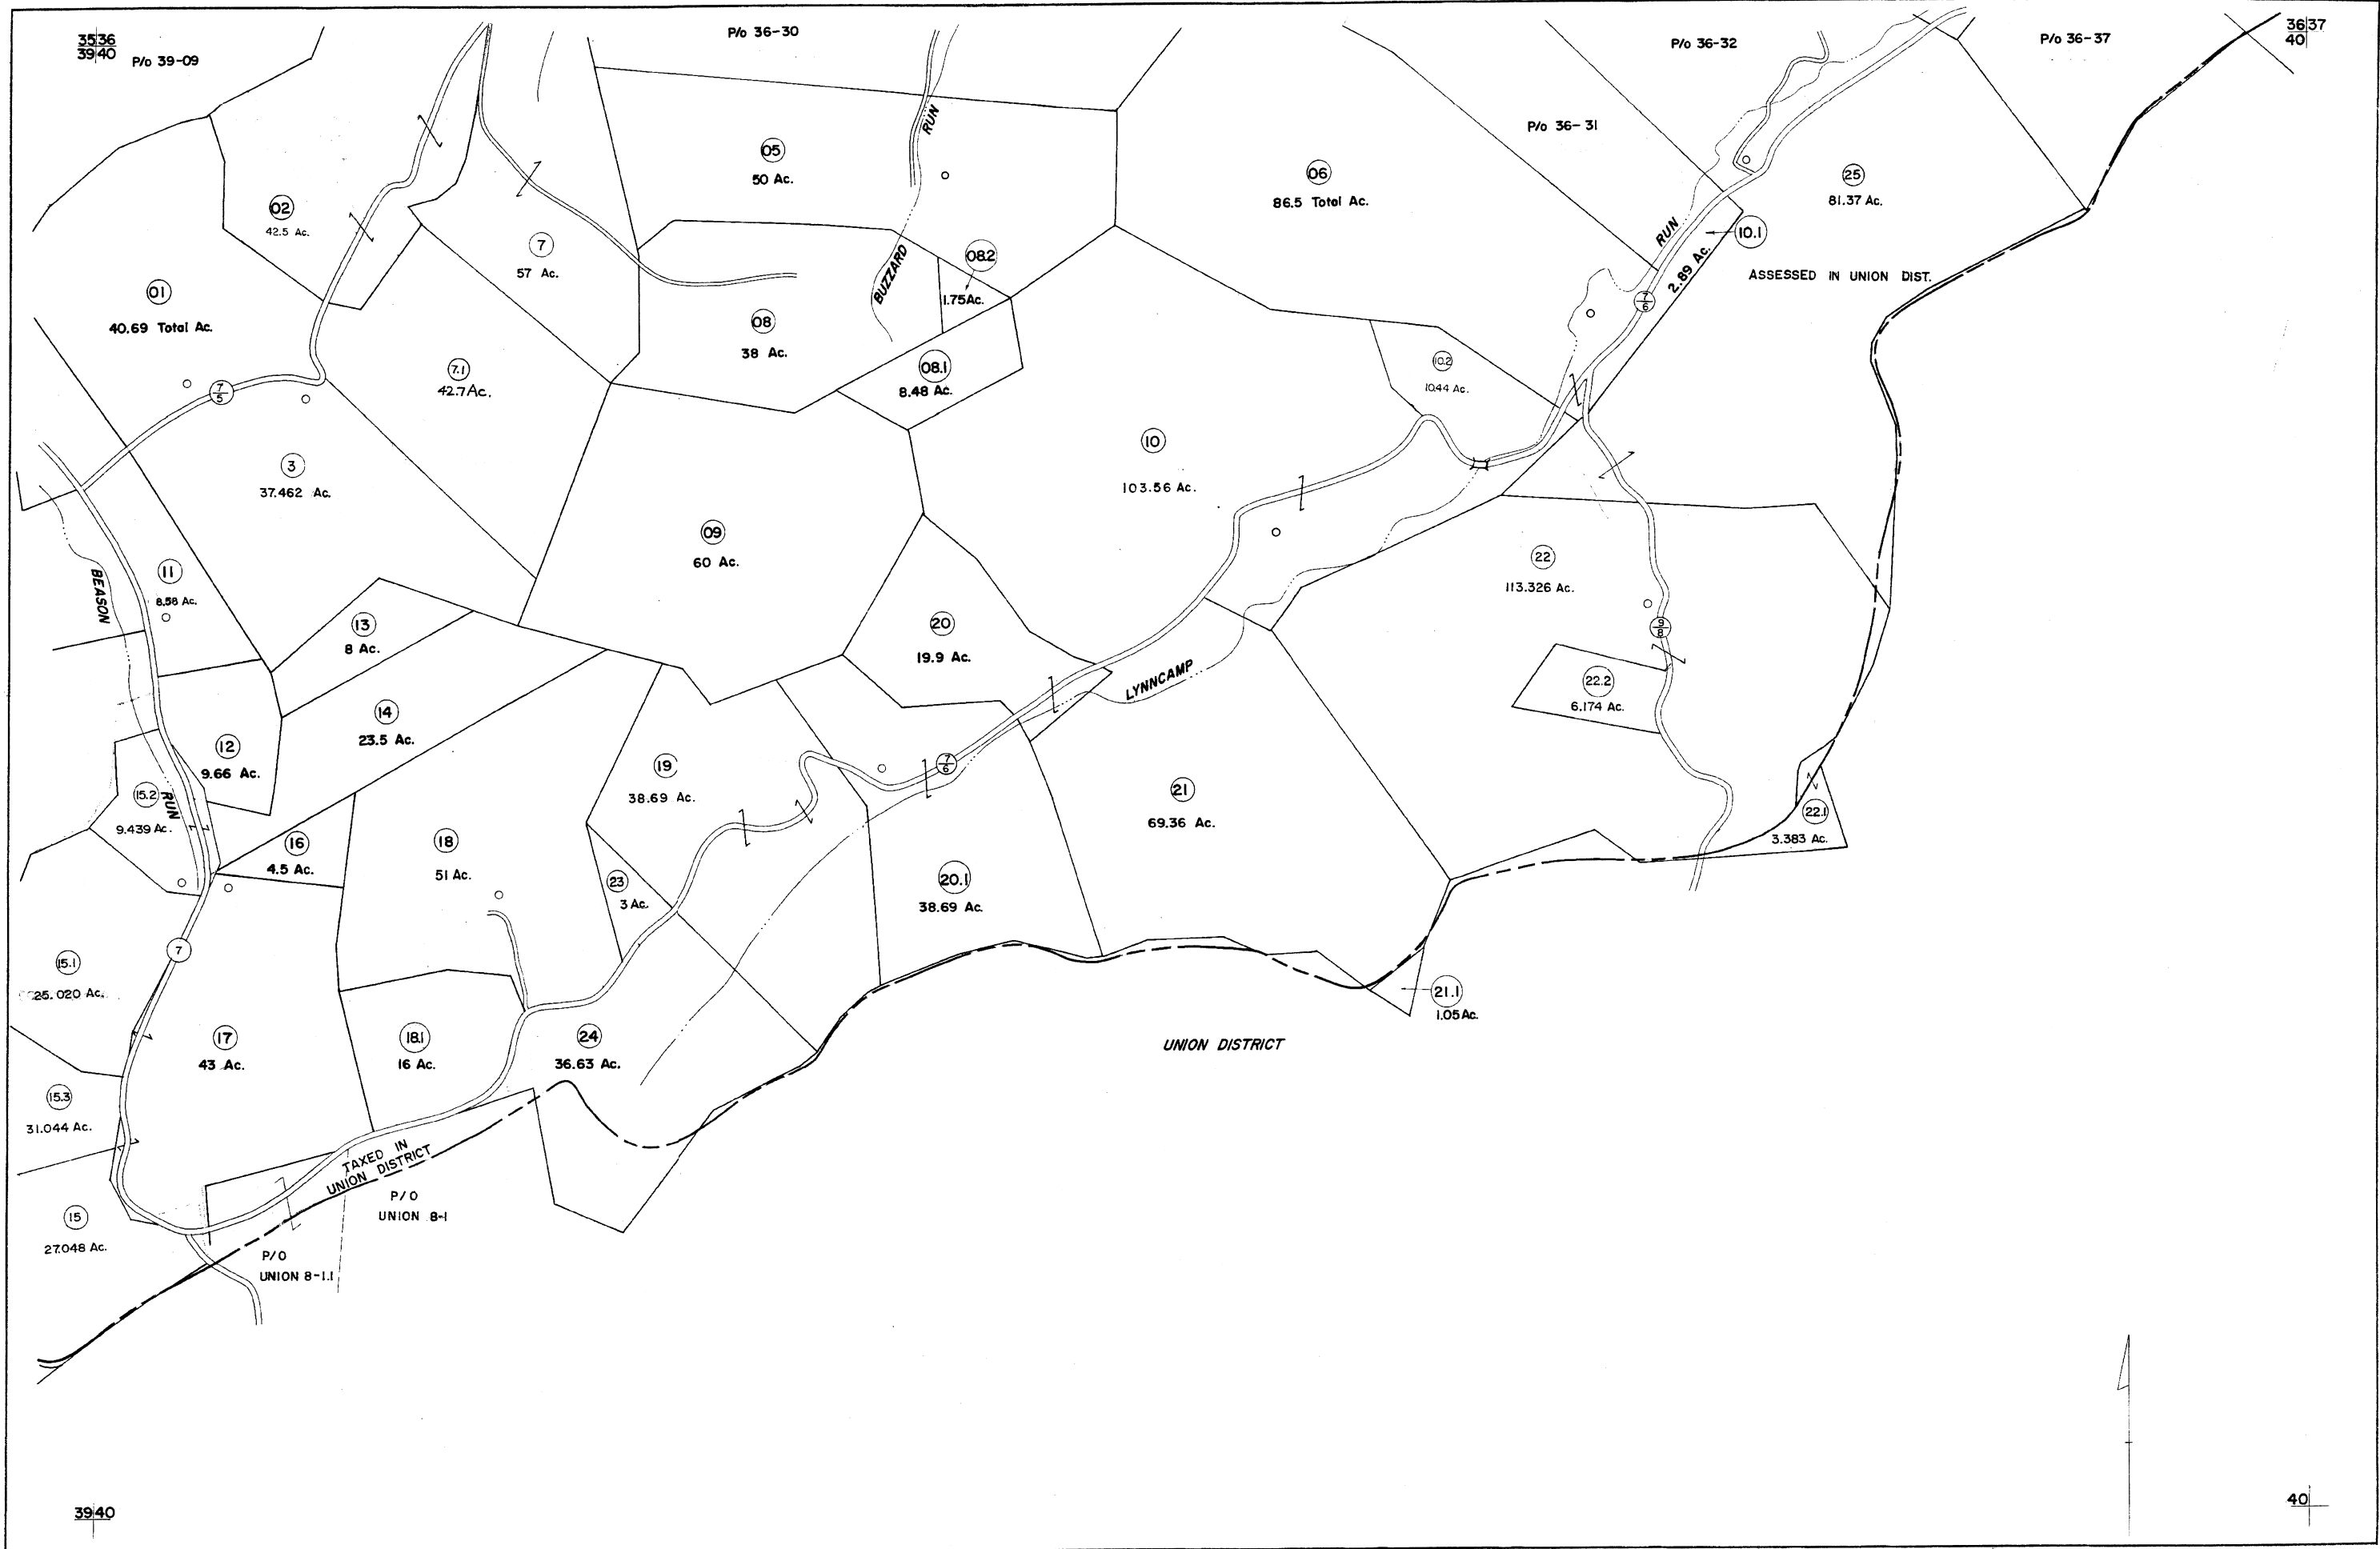 35 36
39 40
P/o 39-09
P/o 36-30
P/o 36-32
P/o 36-37
36 37
40
P/o 36-31
02
42.5 Ac.
05
50 Ac.
RUN
06
86.5 Total Ac.
25
81.37 Ac.
RUN
10.1
2.89 Ac.
ASSESSED IN UNION DIST.
7
57 Ac.
BUZZARD
08.2
1.75 Ac.
01
40.69 Total Ac.
7
6
08
38 Ac.
7.1
42.7 Ac.
08.1
8.48 Ac.
10.2
10.44 Ac.
7
5
10
103.56 Ac.
3
37.462 Ac.
09
60 Ac.
22
113.326 Ac.
BEASON
11
8.58 Ac.
13
8 Ac.
20
19.9 Ac.
9
8
LYNNCAMP
22.2
6.174 Ac.
14
23.5 Ac.
12
9.66 Ac.
19
38.69 Ac.
7
6
21
69.36 Ac.
15.2
RUN
9.439 Ac.
22.1
3.383 Ac.
16
4.5 Ac.
18
51 Ac.
23
3 Ac.
20.1
38.69 Ac.
7
15.1
25.020 Ac.
21.1
1.05 Ac.
17
43 Ac.
18.1
16 Ac.
24
36.63 Ac.
UNION DISTRICT
15.3
31.044 Ac.
TAXED IN
UNION DISTRICT
P/O
UNION 8-1
15
27.048 Ac.
P/O
UNION 8-1.1
39 40
40